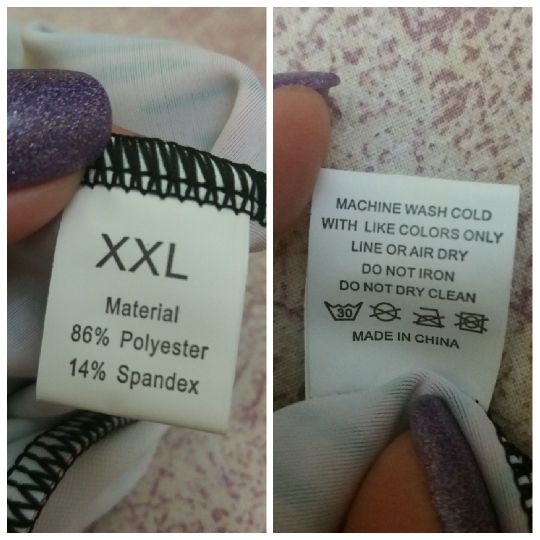 XXL
Material
86% Polyester
14% Spandex
MACHINE WASH COLD
WITH LIKE COLORS ONLY
LINE OR AIR DRY
DO NOT IRON
DO NOT DRY CLEAN
30
MADE IN CHINA